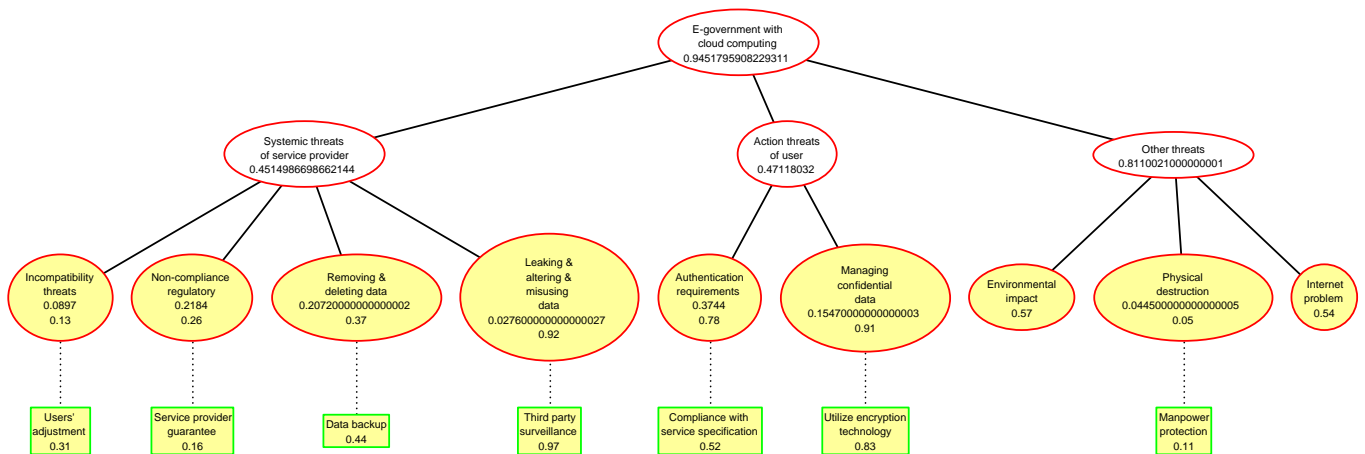 E-government with
cloud computing
0.9451795908229311
Systemic threats
of service provider
0.4514986698662144
Action threats
of user
0.47118032
Other threats
0.8110021000000001
Incompatibility
threats
0.0897
0.13
Non-compliance
regulatory
0.2184
0.26
Removing &
deleting data
0.20720000000000002
0.37
Leaking &
altering &
misusing
data
0.027600000000000027
0.92
Authentication
requirements
0.3744
0.78
Managing
confidential
data
0.15470000000000003
0.91
Environmental
impact
0.57
Physical
destruction
0.044500000000000005
0.05
Internet
problem
0.54
Users'
adjustment
0.31
Service provider
guarantee
0.16
Data backup
0.44
Third party
surveillance
0.97
Compliance with
service specification
0.52
Utilize encryption
technology
0.83
Manpower
protection
0.11